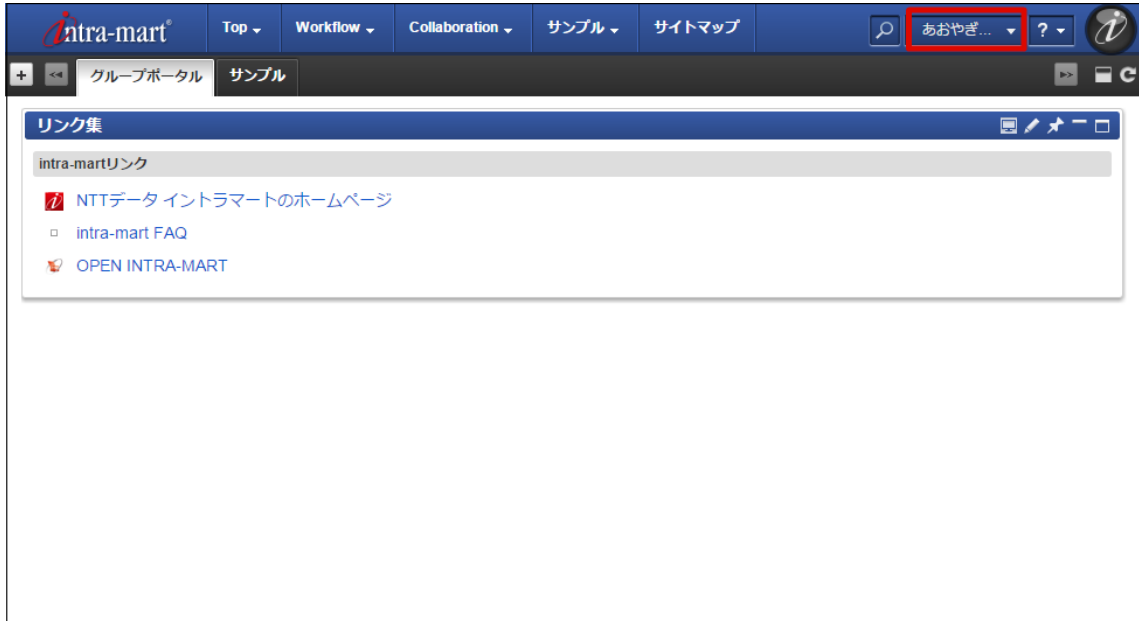 intra-mart®
Top Workflow Collaboration サンプル サイトマップ あおやぎ... ?
+ グループポータル サンプル
リンク集
intra-martリンク
NTTデータ イントラマートのホームページ
intra-mart FAQ
OPEN INTRA-MART